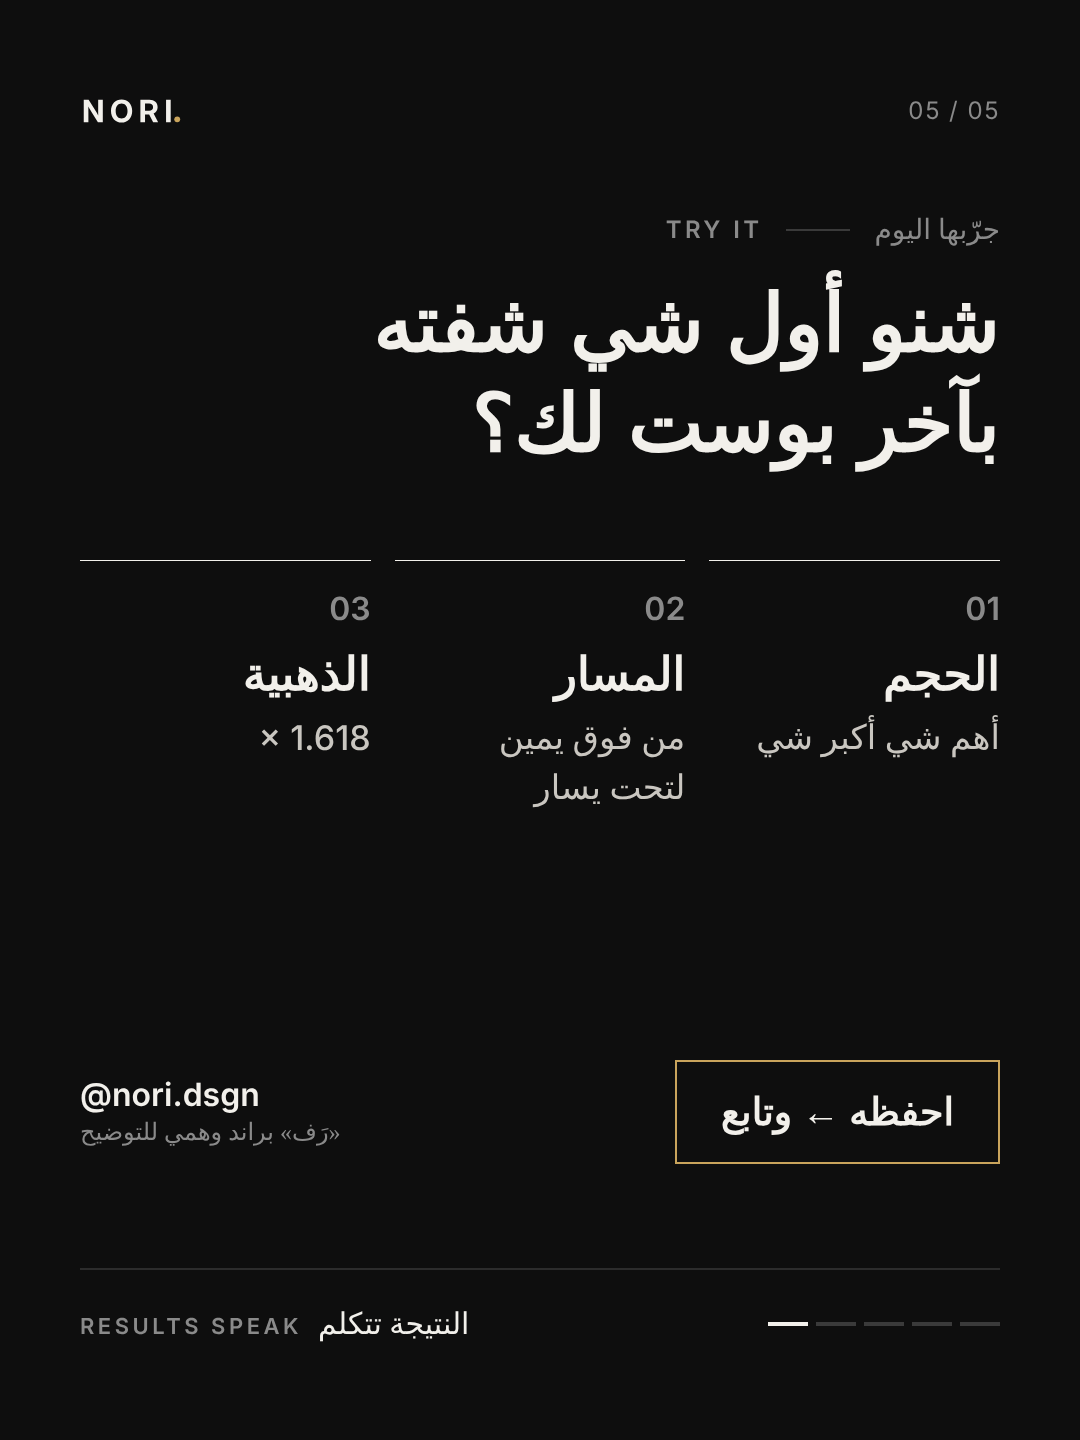 NORI.
05 / 05
جرّبها اليوم — TRY IT
شنو أول شي شفته
بآخر بوست لك؟
01
الحجم
أهم شي أكبر شي
02
المسار
من فوق يمين
لتحت يسار
03
الذهبية
× 1.618
احفظه ← وتابع
@nori.dsgn
«رَف» براند وهمي للتوضيح
RESULTS SPEAK النتيجة تتكلم